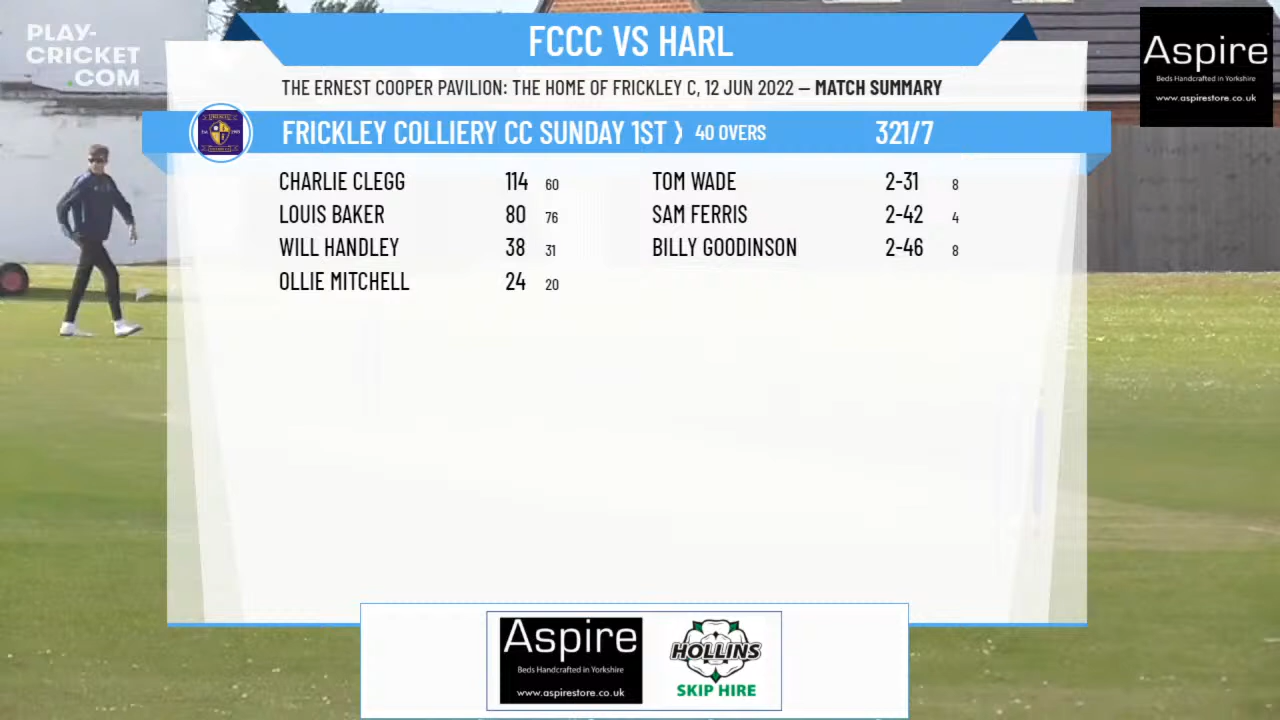 PLAY-
CRICKET
.COM
FCCC VS HARL
Aspire
Beds Handcrafted in Yorkshire
www.aspirestore.co.uk
THE ERNEST COOPER PAVILION: THE HOME OF FRICKLEY C, 12 JUN 2022 – MATCH SUMMARY
FRICKLEY COLLIERY CC SUNDAY 1ST 40 OVERS 321/7
CHARLIE CLEGG 114 60 TOM WADE 2-31 8
LOUIS BAKER 80 76 SAM FERRIS 2-42 4
WILL HANDLEY 38 31 BILLY GOODINSON 2-46 8
OLLIE MITCHELL 24 20
Aspire
Beds Handcrafted in Yorkshire
www.aspirestore.co.uk
HOLLINS
SKIP HIRE